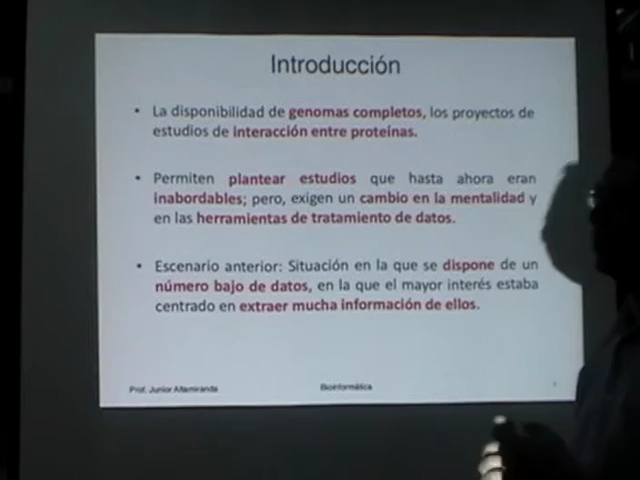 Introducción
• La disponibilidad de genomas completos, los proyectos de
estudios de interacción entre proteínas.
• Permiten plantear estudios que hasta ahora eran
inabordables; pero, exigen un cambio en la mentalidad y
en las herramientas de tratamiento de datos.
• Escenario anterior: Situación en la que se dispone de un
número bajo de datos, en la que el mayor interés estaba
centrado en extraer mucha información de ellos.
Prof. Junior Altamiranda Bioinformática